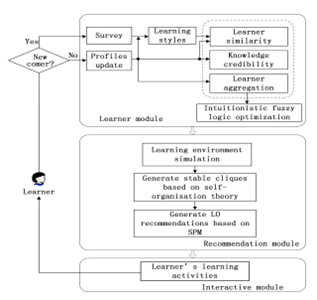 Yes
New
comer?
No
Survey
Profiles
update
Learning
styles
Learner
similarity
Knowledge
credibility
Learner
aggregation
Intuitionistic fuzzy
logic optimization
Learner module
Learner
Learning environment
simulation
Generate stable cliques
based on self-
organization theory
Generate LO
recommendations based on
SPM
Recommendation module
Learner's learning
activities
Interactive module